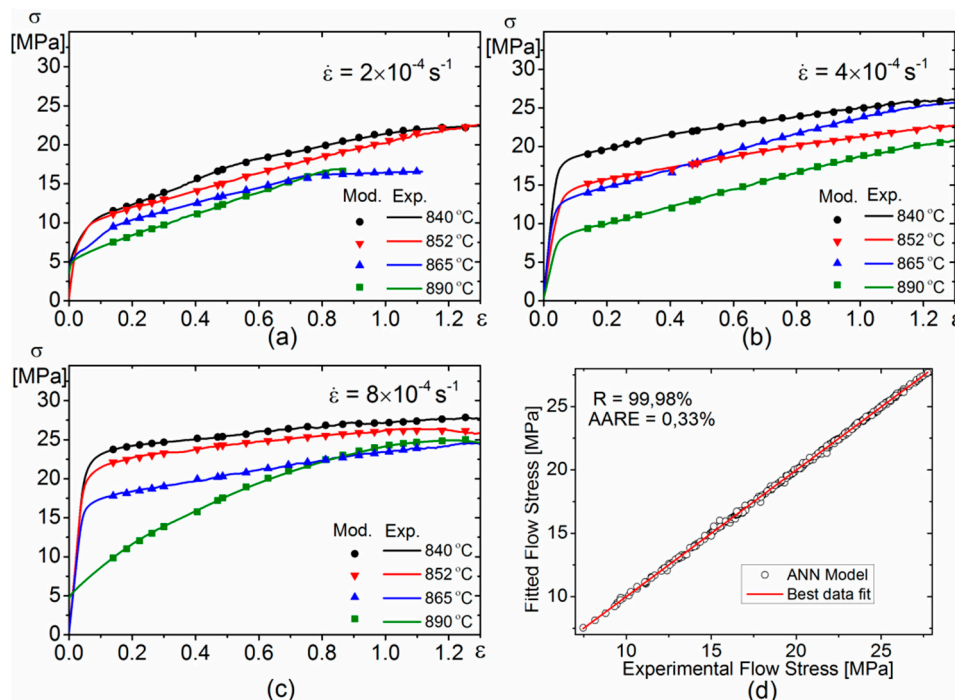 σ
[MPa]
ε̇ = 2×10⁻⁴ s⁻¹
35
30
25
20
15
10
5
0
Mod. Exp.
840 °C
852 °C
865 °C
890 °C
0.0 0.2 0.4 0.6 0.8 1.0 1.2 ε
(a)
σ
[MPa]
ε̇ = 4×10⁻⁴ s⁻¹
35
30
25
20
15
10
5
0
Mod. Exp.
840 °C
852 °C
865 °C
890 °C
0.0 0.2 0.4 0.6 0.8 1.0 1.2 ε
(b)
σ
[MPa]
ε̇ = 8×10⁻⁴ s⁻¹
35
30
25
20
15
10
5
0
Mod. Exp.
840 °C
852 °C
865 °C
890 °C
0.0 0.2 0.4 0.6 0.8 1.0 1.2 ε
(c)
R = 99,98%
AARE = 0,33%
Fitted Flow Stress [MPa]
25
20
15
10
ANN Model
Best data fit
10 15 20 25
Experimental Flow Stress [MPa]
(d)